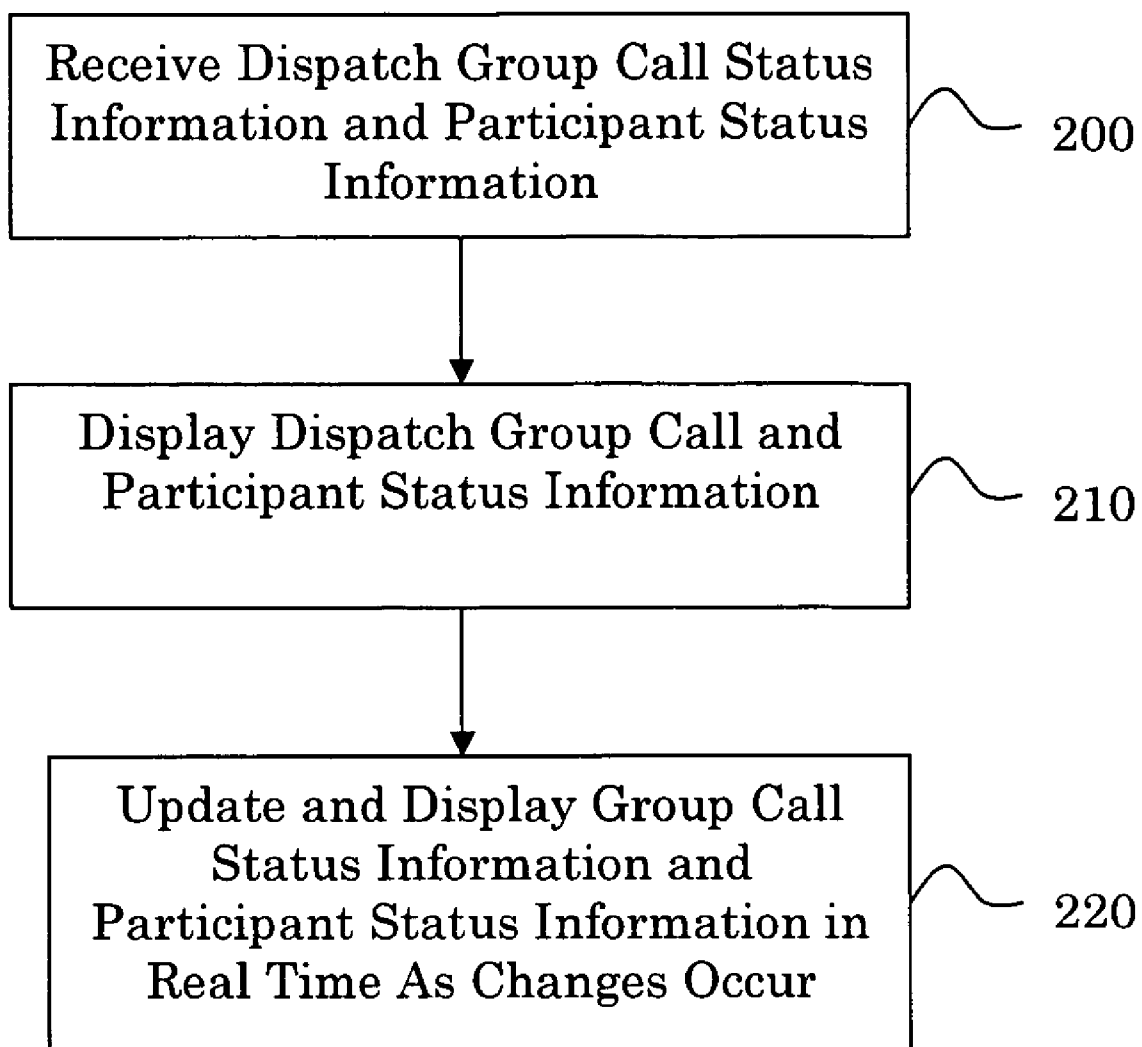 Receive Dispatch Group Call Status
Information and Participant Status
Information
200
Display Dispatch Group Call and
Participant Status Information
210
Update and Display Group Call
Status Information and
Participant Status Information in
Real Time As Changes Occur
220